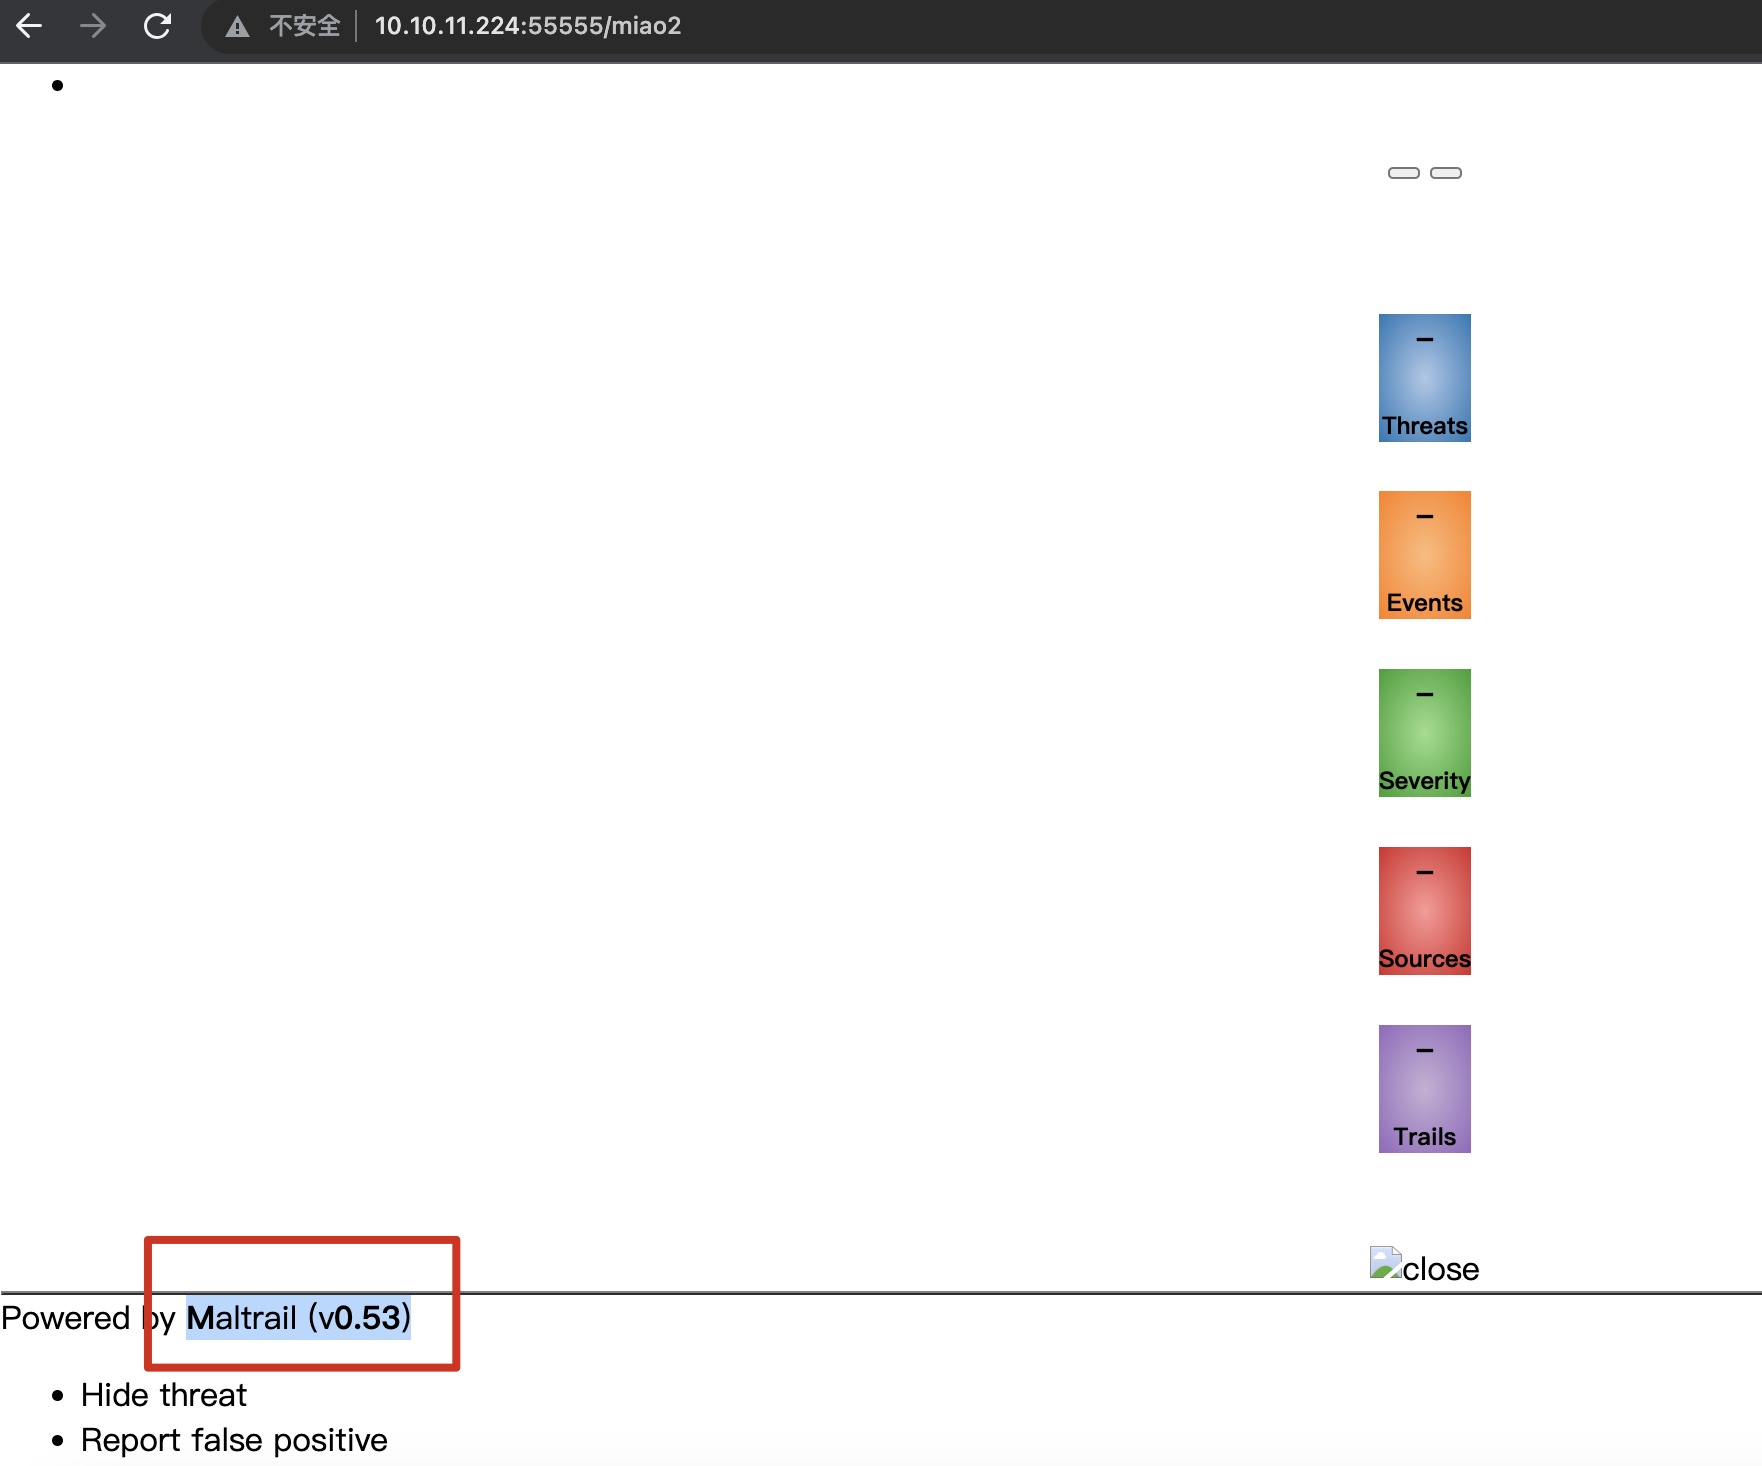 不安全 10.10.11.224:55555/miao2
–
Threats
–
Events
–
Severity
–
Sources
–
Trails
close
Powered by Maltrail (v0.53)
Hide threat
Report false positive